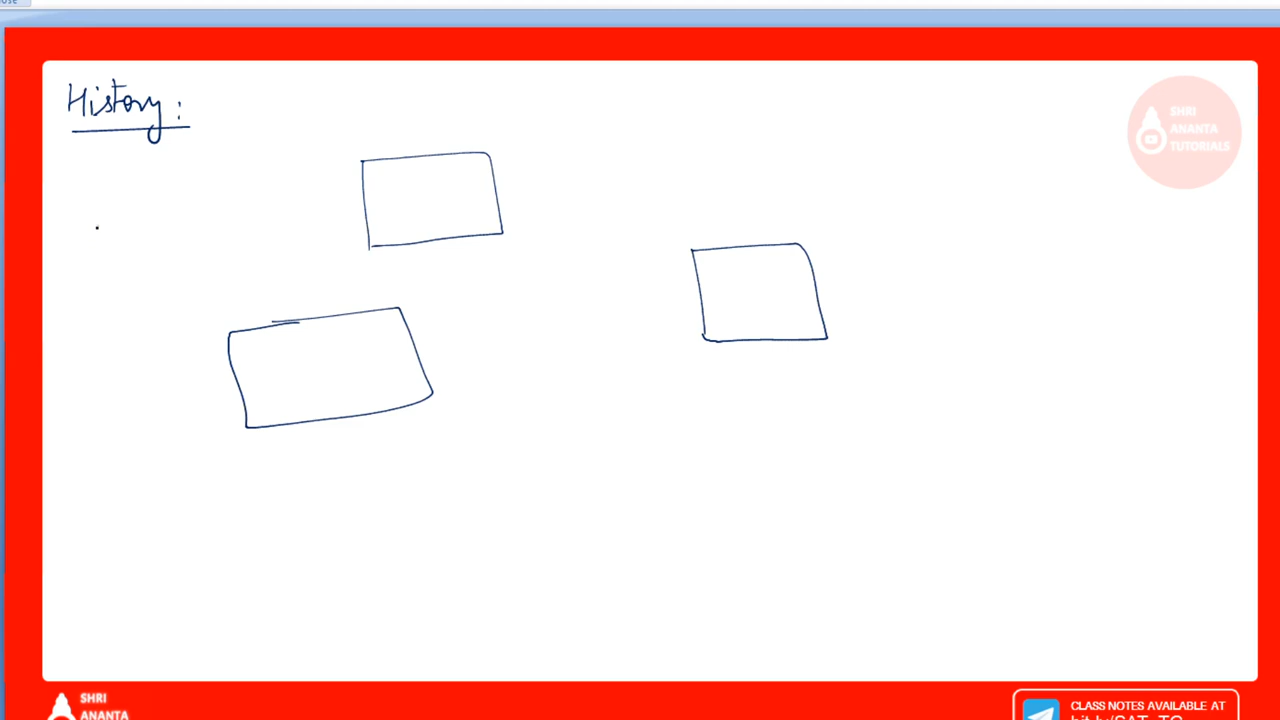 History:
SHRI
ANANTA
TUTORIALS
SHRI
ANANTA
CLASS NOTES AVAILABLE AT